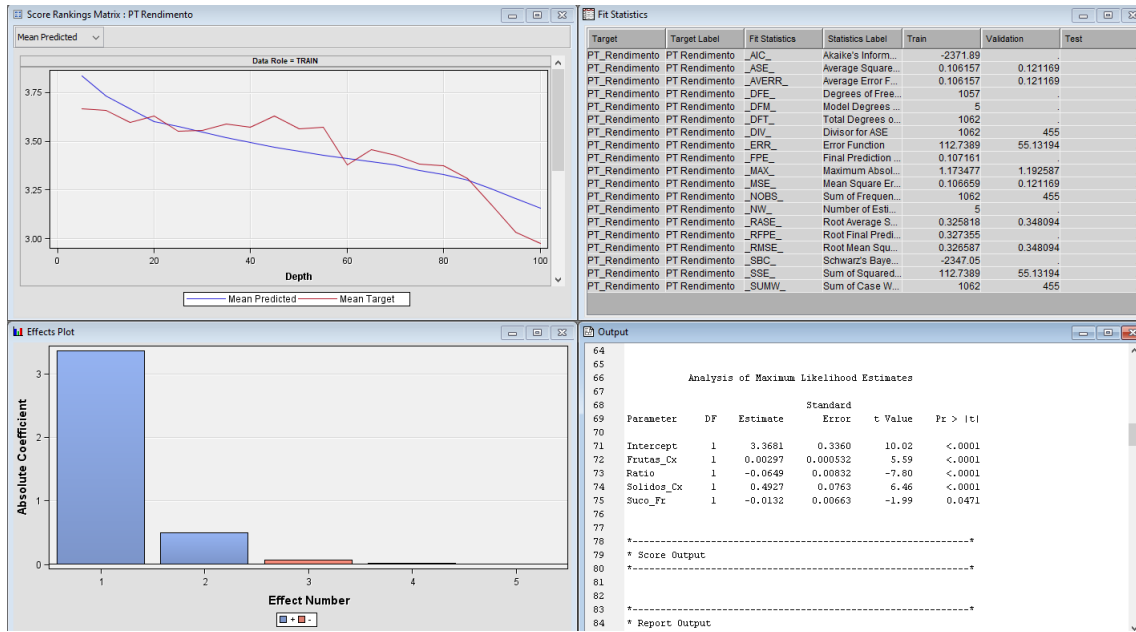 Score Rankings Matrix : PT Rendimento
Mean Predicted
Data Role = TRAIN
3.75
3.50
3.25
3.00
0 20 40 60 80 100
Depth
Mean Predicted Mean Target
Fit Statistics
Target Target Label Fit Statistics Statistics Label Train Validation Test
PT_Rendimento PT Rendimento _AIC_ Akaike's Inform... -2371.89 .
PT_Rendimento PT Rendimento _ASE_ Average Square... 0.106157 0.121169
PT_Rendimento PT Rendimento _AVERR_ Average Error F... 0.106157 0.121169
PT_Rendimento PT Rendimento _DFE_ Degrees of Free... 1057 .
PT_Rendimento PT Rendimento _DFM_ Model Degrees ... 5 .
PT_Rendimento PT Rendimento _DFT_ Total Degrees o... 1062 .
PT_Rendimento PT Rendimento _DIV_ Divisor for ASE 1062 455
PT_Rendimento PT Rendimento _ERR_ Error Function 112.7389 55.13194
PT_Rendimento PT Rendimento _FPE_ Final Prediction ... 0.107161 .
PT_Rendimento PT Rendimento _MAX_ Maximum Absol... 1.173477 1.192587
PT_Rendimento PT Rendimento _MSE_ Mean Square Er... 0.106659 0.121169
PT_Rendimento PT Rendimento _NOBS_ Sum of Frequen... 1062 455
PT_Rendimento PT Rendimento _NW_ Number of Esti... 5 .
PT_Rendimento PT Rendimento _RASE_ Root Average S... 0.325818 0.348094
PT_Rendimento PT Rendimento _RFPE_ Root Final Predi... 0.327355 .
PT_Rendimento PT Rendimento _RMSE_ Root Mean Squ... 0.326587 0.348094
PT_Rendimento PT Rendimento _SBC_ Schwarz's Baye... -2347.05 .
PT_Rendimento PT Rendimento _SSE_ Sum of Squared... 112.7389 55.13194
PT_Rendimento PT Rendimento _SUMW_ Sum of Case W... 1062 455
Effects Plot
Absolute Coefficient
3
2
1
0
1 2 3 4 5
Effect Number
+ -
Output
64
65
66 Analysis of Maximum Likelihood Estimates
67
68 Standard
69 Parameter DF Estimate Error t Value Pr > |t|
70
71 Intercept 1 3.3681 0.3360 10.02 <.0001
72 Frutas_Cx 1 0.00297 0.000532 5.59 <.0001
73 Ratio 1 -0.0649 0.00832 -7.80 <.0001
74 Solidos_Cx 1 0.4927 0.0763 6.46 <.0001
75 Suco_Fr 1 -0.0132 0.00663 -1.99 0.0471
76
77
78 *------------------------------------------------------------*
79 * Score Output
80 *------------------------------------------------------------*
81
82
83 *------------------------------------------------------------*
84 * Report Output